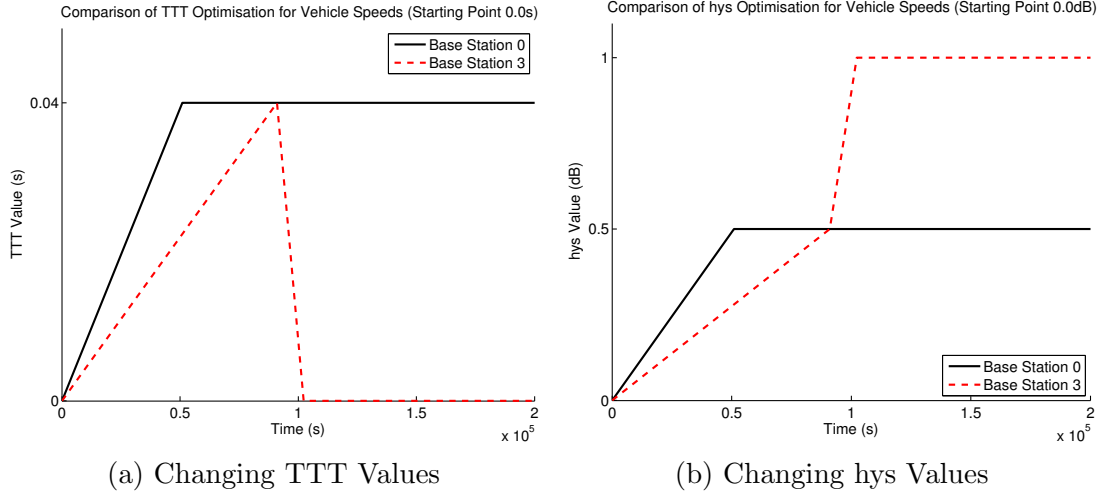 Comparison of TTT Optimisation for Vehicle Speeds (Starting Point 0.0s)
TTT Value (s)
0.04
0
Base Station 0
Base Station 3
0 0.5 1 1.5 2
x 10^5
Time (s)
(a) Changing TTT Values
Comparison of hys Optimisation for Vehicle Speeds (Starting Point 0.0dB)
hys Value (dB)
1
0.5
0
Base Station 0
Base Station 3
0 0.5 1 1.5 2
x 10^5
Time (s)
(b) Changing hys Values